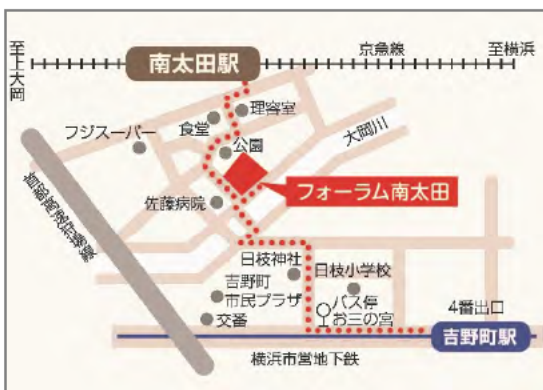 京急線
至横浜
至上大岡
南太田駅
理容室
食堂
フジスーパー
大岡川
公園
フォーラム南太田
佐藤病院
首都高速狩場線
日枝神社
日枝小学校
吉野町
市民プラザ
バス停
お三の宮
4番出口
交番
吉野町駅
横浜市営地下鉄